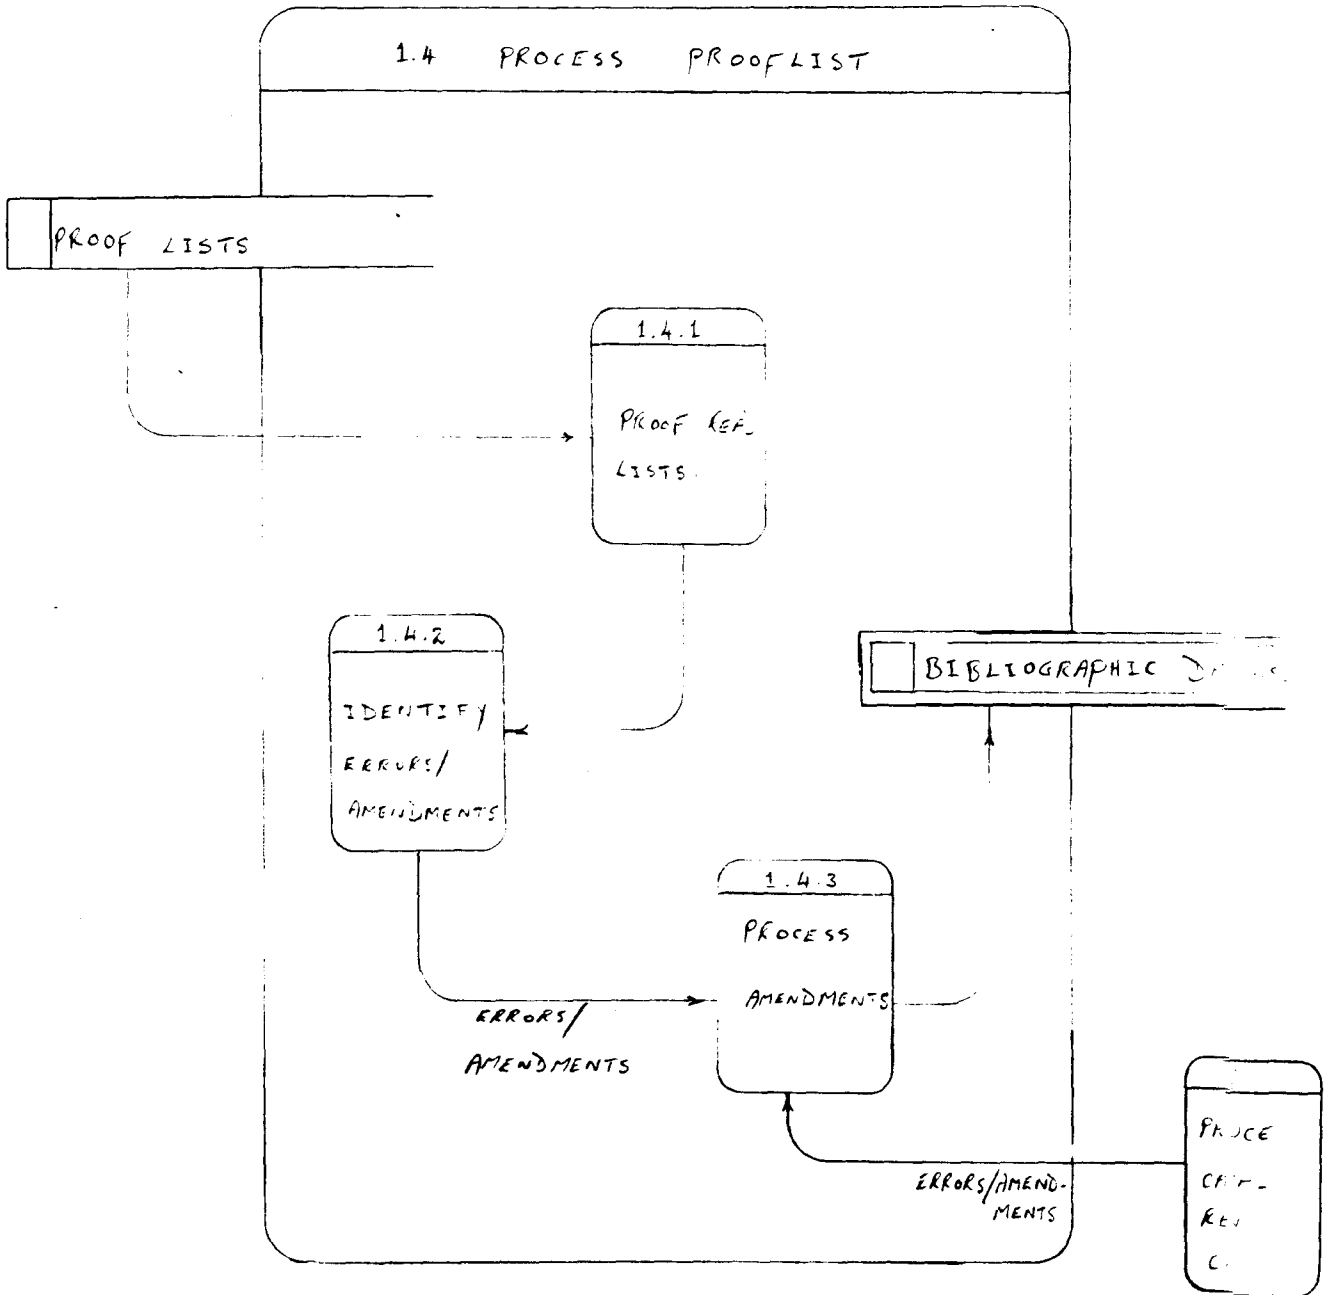 1.4 PROCESS PROOFLIST
PROOF LISTS
1.4.1
PROOF REF_
LISTS.
1.4.2
IDENTIFY
ERRORS/
AMENDMENTS
BIBLIOGRAPHIC
1.4.3
PROCESS
AMENDMENTS
ERRORS/
AMENDMENTS
ERRORS/AMEND-
MENTS